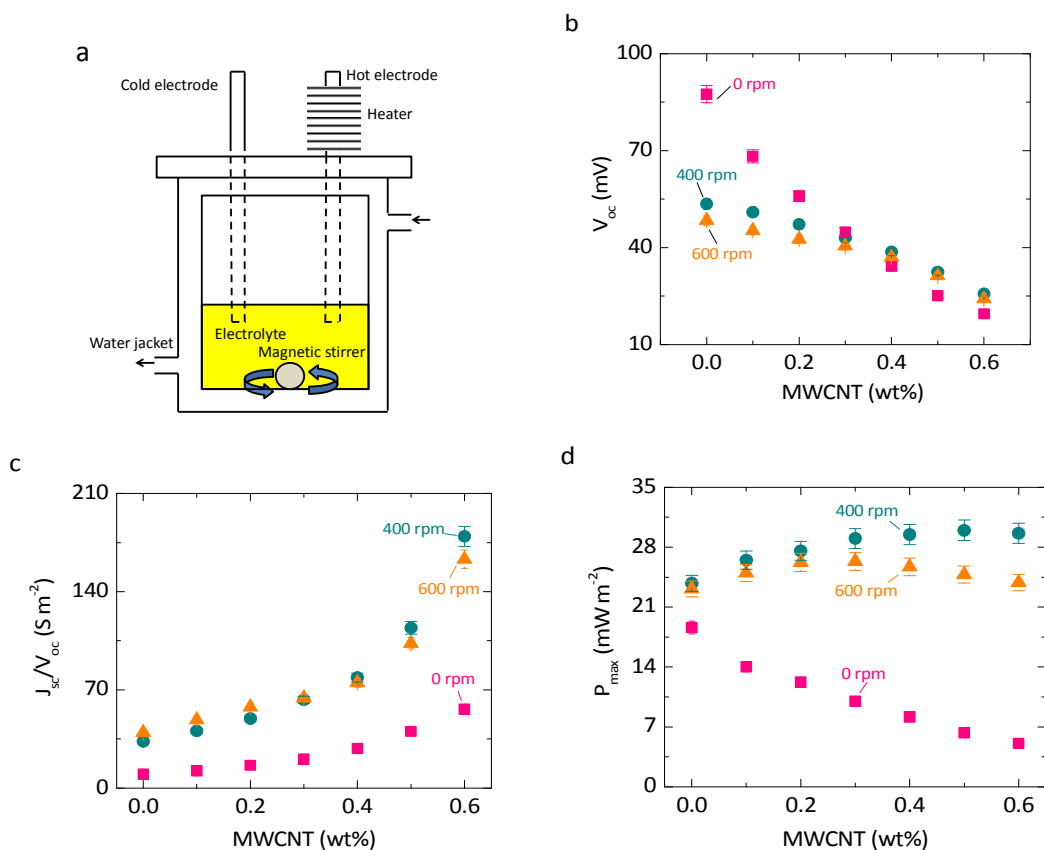 a
Cold electrode
Hot electrode
Heater
Water jacket
Electrolyte
Magnetic stirrer
b
100
70
40
10
V_oc (mV)
0 rpm
400 rpm
600 rpm
0.0 0.2 0.4 0.6
MWCNT (wt%)
c
210
140
70
0
J_sc/V_oc (S m⁻²)
400 rpm
600 rpm
0 rpm
0.0 0.2 0.4 0.6
MWCNT (wt%)
d
35
28
21
14
7
0
P_max (mW m⁻²)
400 rpm
600 rpm
0 rpm
0.0 0.2 0.4 0.6
MWCNT (wt%)